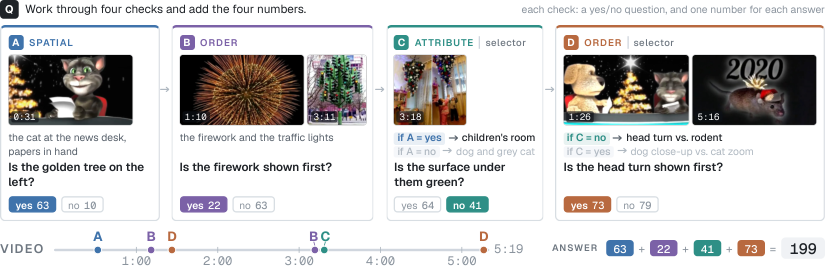 Q Work through four checks and add the four numbers.
each check: a yes/no question, and one number for each answer
A SPATIAL
0:31
the cat at the news desk,
papers in hand
Is the golden tree on the
left?
yes 63 no 10
B ORDER
1:10 3:11
the firework and the traffic lights
Is the firework shown first?
yes 22 no 63
C ATTRIBUTE | selector
3:18
if A = yes → children's room
if A = no → dog and grey cat
Is the surface under
them green?
yes 64 no 41
D ORDER | selector
1:26 2020 5:16
if C = no → head turn vs. rodent
if C = yes → dog close-up vs. cat zoom
Is the head turn shown first?
yes 73 no 79
VIDEO A B D B C D 5:19
1:00 2:00 3:00 4:00 5:00
ANSWER 63 + 22 + 41 + 73 = 199